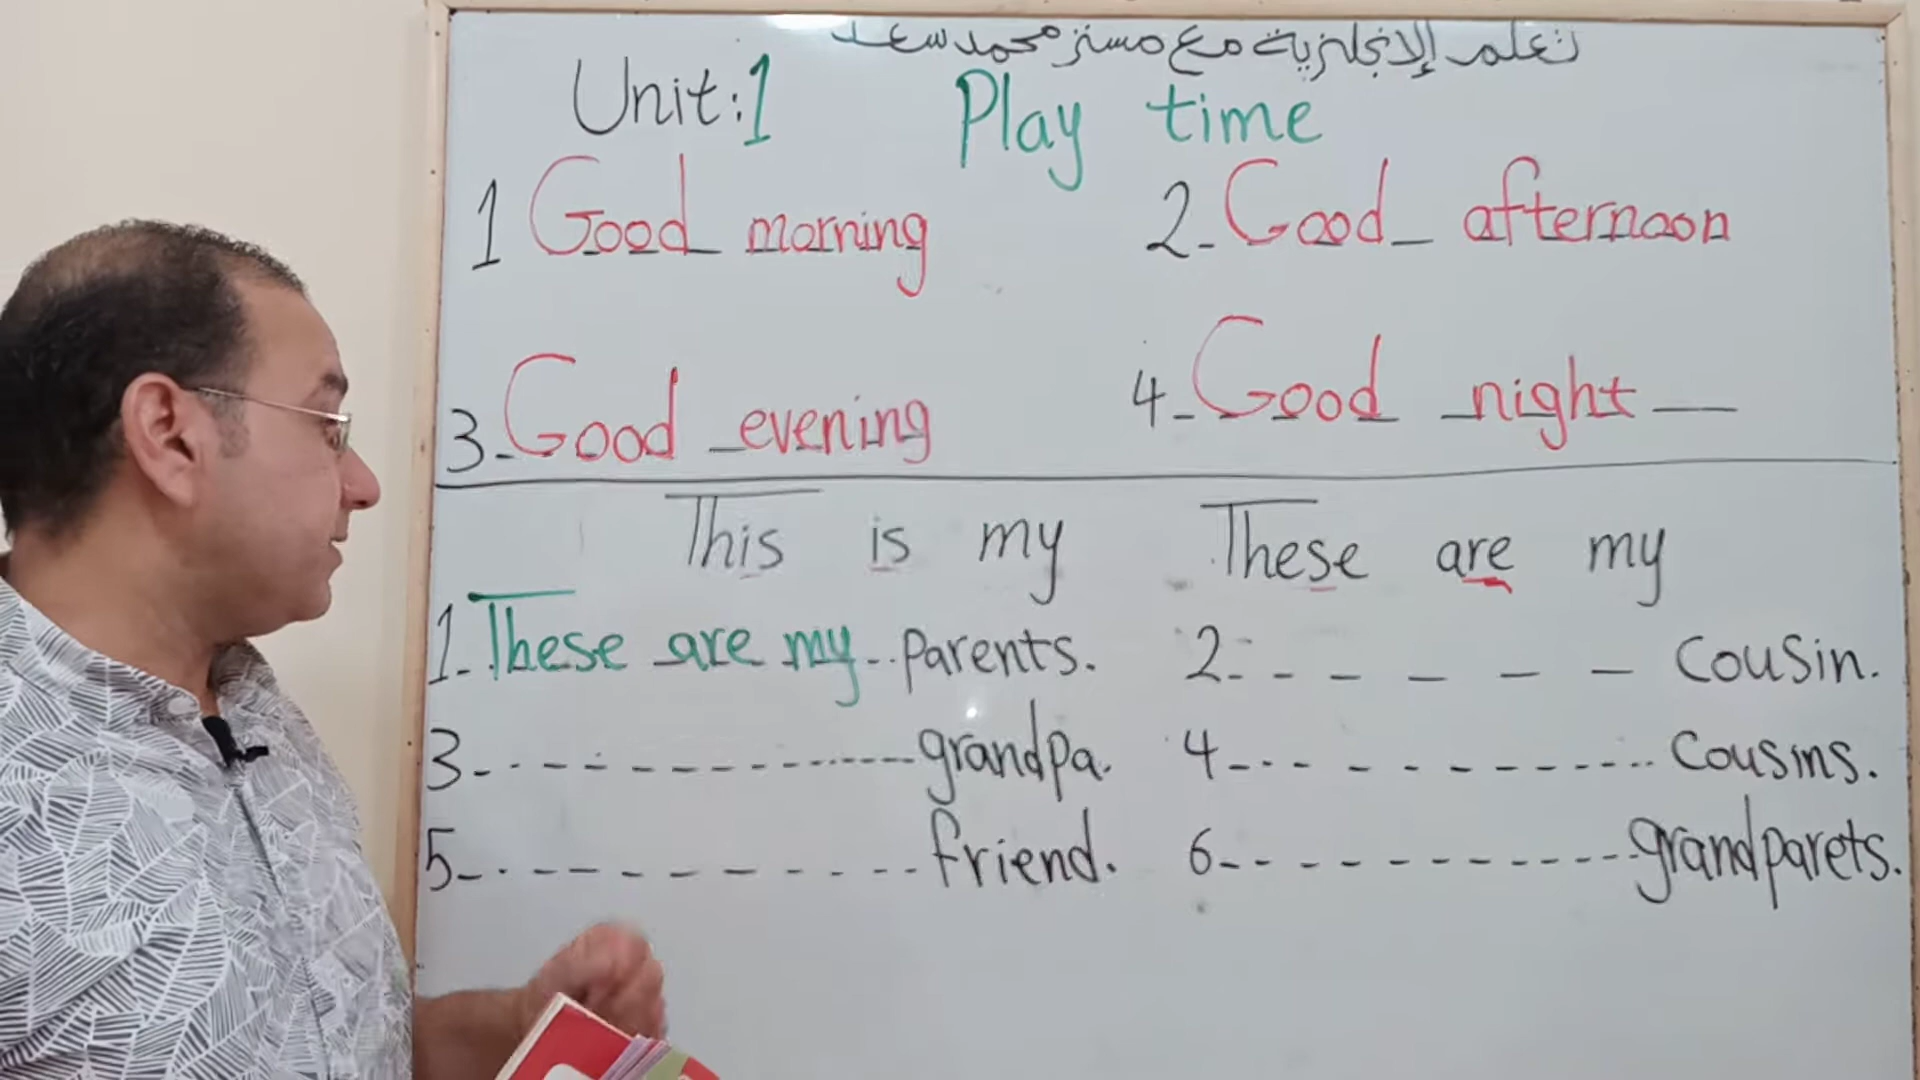 تعلم الإنجلزية مع مستر محمد سعد
Unit:1 Play time
1 Good morning 2- Good afternoon
3- Good evening 4- Good night
This is my These are my
1. These are my parents. 2- cousin.
3- grandpa. 4- cousins.
5- friend. 6- grandparets.